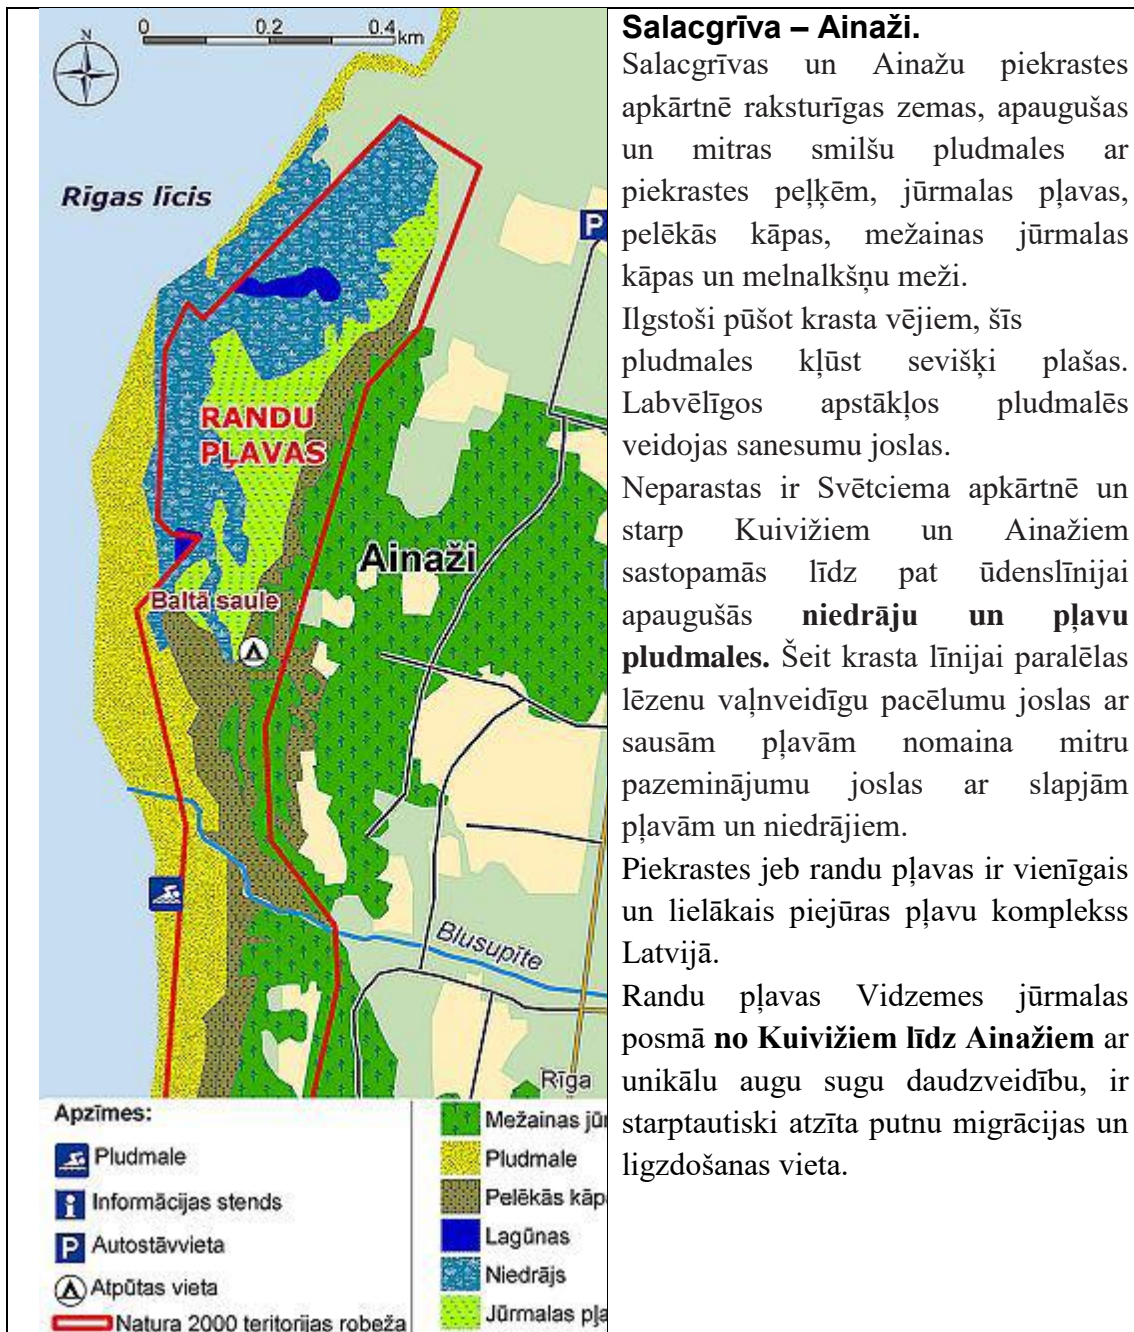 N
0 0.2 0.4 km
Rīgas līcis
P
RANDU
PĻAVAS
Ainaži
Baltā saule
Blusupīte
Rīga
Apzīmes:
Pludmale
i Informācijas stends
P Autostāvvieta
Atpūtas vieta
Natura 2000 teritorijas robeža
Mežainas jūr
Pludmale
Pelēkās kāpa
Lagūnas
Niedrājs
Jūrmalas pļa
Salacgrīva – Ainaži.
Salacgrīvas un Ainažu piekrastes
apkārtnē raksturīgas zemas, apaugušas
un mitras smilšu pludmales ar
piekrastes peļķēm, jūrmalas pļavas,
pelēkās kāpas, mežainas jūrmalas
kāpas un melnalkšņu meži.
Ilgstoši pūšot krasta vējiem, šīs
pludmales kļūst sevišķi plašas.
Labvēlīgos apstākļos pludmalēs
veidojas sanesumu joslas.
Neparastas ir Svētciema apkārtnē un
starp Kuivižiem un Ainažiem
sastopamās līdz pat ūdenslīnijai
apaugušās niedrāju un pļavu
pludmales. Šeit krasta līnijai paralēlas
lēzenu vaļņveidīgu pacēlumu joslas ar
sausām pļavām nomaina mitru
pazeminājumu joslas ar slapjām
pļavām un niedrājiem.
Piekrastes jeb randu pļavas ir vienīgais
un lielākais piejūras pļavu komplekss
Latvijā.
Randu pļavas Vidzemes jūrmalas
posmā no Kuivižiem līdz Ainažiem ar
unikālu augu sugu daudzveidību, ir
starptautiski atzīta putnu migrācijas un
ligzdošanas vieta.